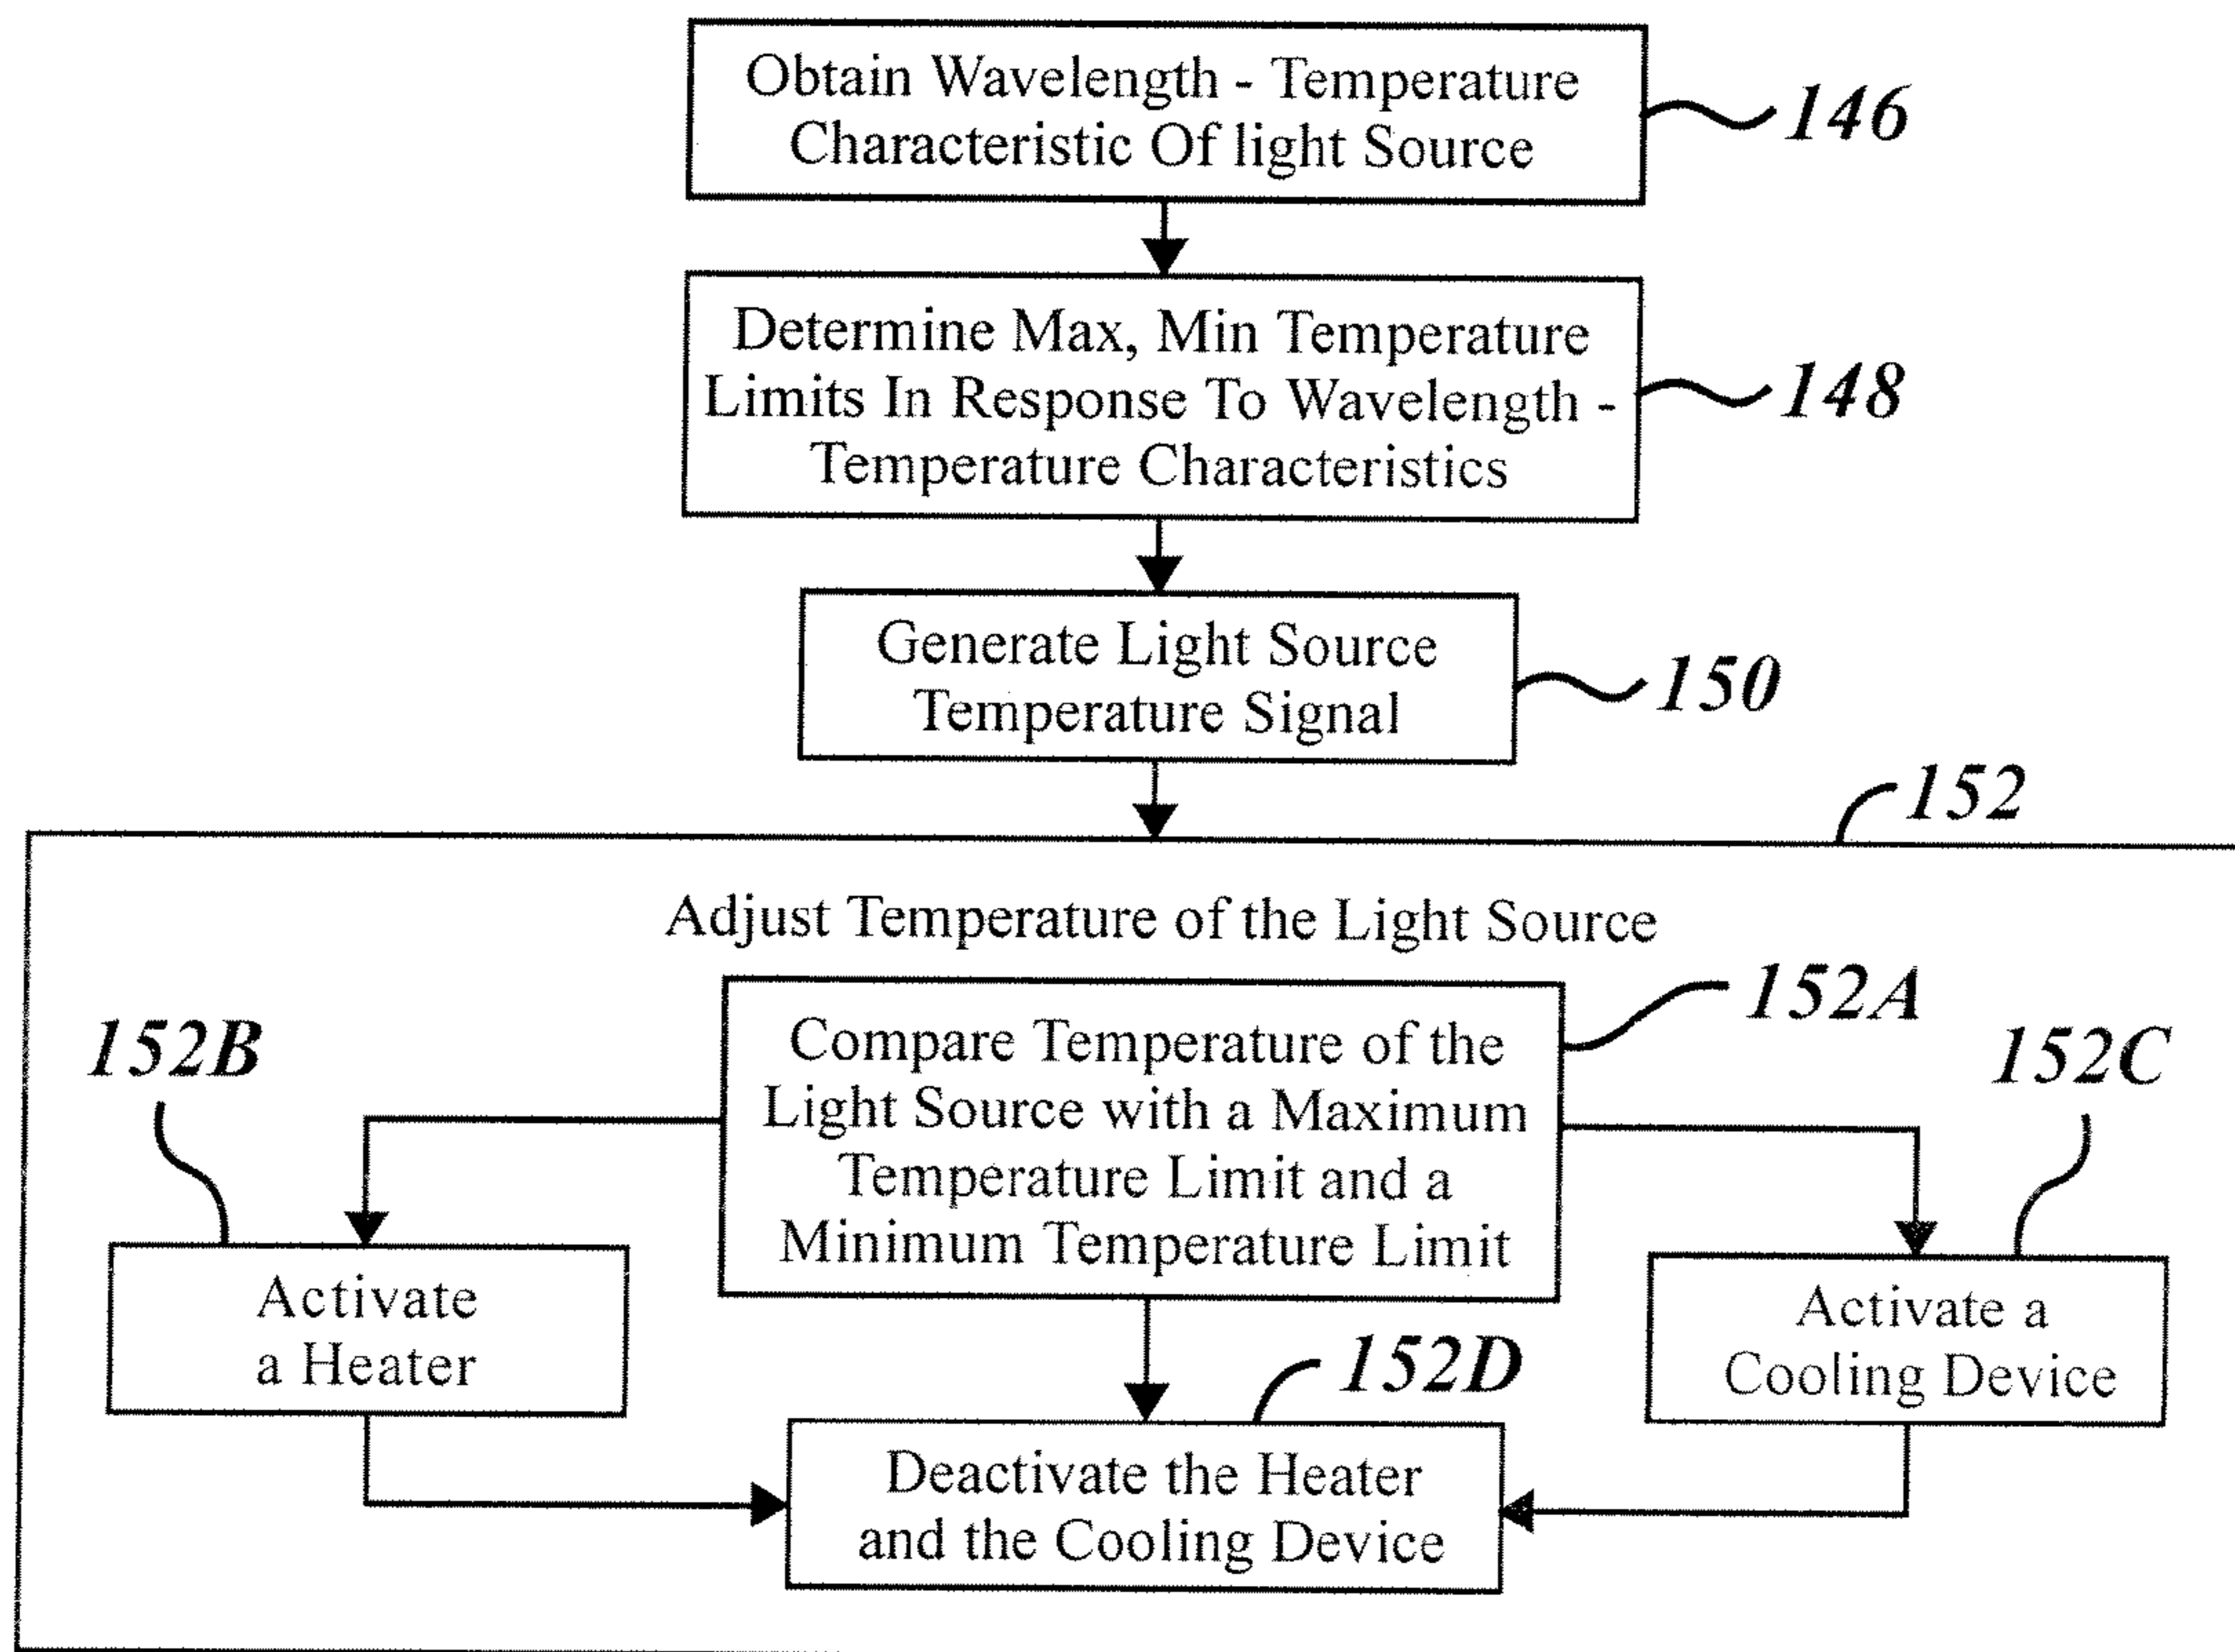 Obtain Wavelength - Temperature
Characteristic Of light Source
146
Determine Max, Min Temperature
Limits In Response To Wavelength -
Temperature Characteristics
148
Generate Light Source
Temperature Signal
150
152
Adjust Temperature of the Light Source
152A
Compare Temperature of the
Light Source with a Maximum
Temperature Limit and a
Minimum Temperature Limit
152B
152C
Activate
a Heater
Activate a
Cooling Device
152D
Deactivate the Heater
and the Cooling Device